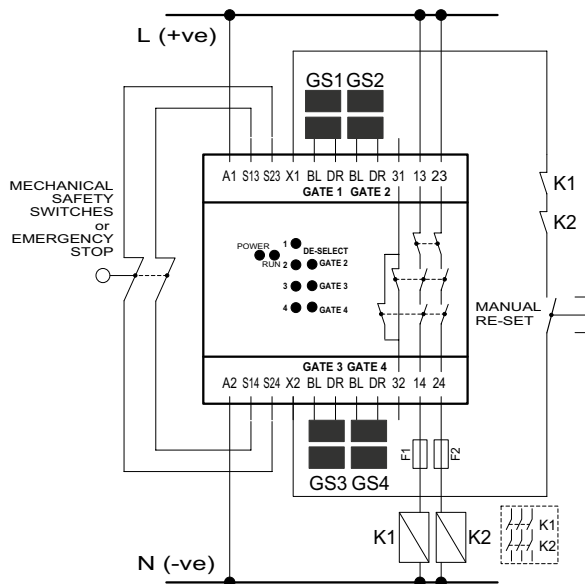 L (+ve)
GS1 GS2
A1 S13 S23 X1 BL DR BL DR 31 13 23
GATE 1 GATE 2
K1
K2
MECHANICAL
SAFETY
SWITCHES
or
EMERGENCY
STOP
POWER
RUN
1
DE-SELECT
2 GATE 2
3 GATE 3
4 GATE 4
MANUAL
RE-SET
GATE 3 GATE 4
A2 S14 S24 X2 BL DR BL DR 32 14 24
F1
F2
GS3 GS4
K1
K2
K1
K2
N (-ve)